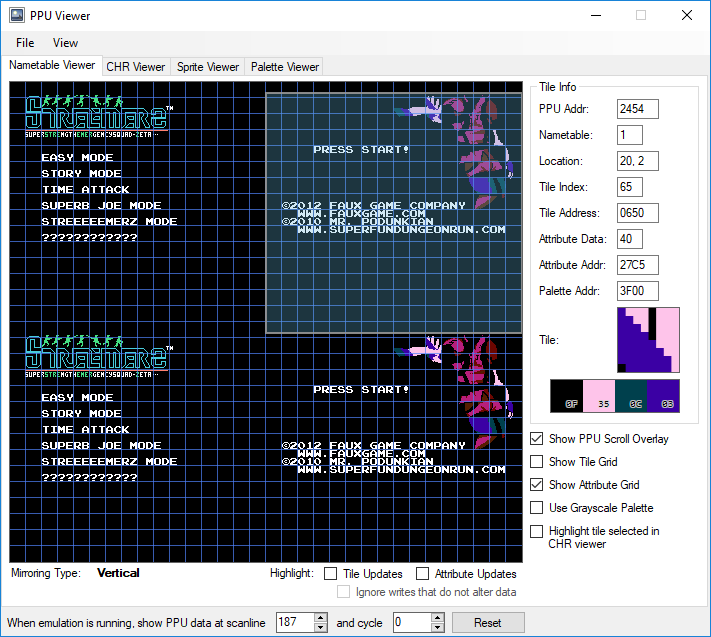 PPU Viewer
File View
Nametable Viewer CHR Viewer Sprite Viewer Palette Viewer
STREEMERZ™
SUPERSTRENGTHEMERGENCYSQUAD-ZETA
EASY MODE
STORY MODE
TIME ATTACK
SUPERB JOE MODE
STREEEEEMERZ MODE
????????????
PRESS START!
©2012 FAUX GAME COMPANY
WWW.FAUXGAME.COM
©2010 MR. PODUNKIAN
WWW.SUPERFUNDUNGEONRUN.COM
STREEMERZ™
SUPERSTRENGTHEMERGENCYSQUAD-ZETA
EASY MODE
STORY MODE
TIME ATTACK
SUPERB JOE MODE
STREEEEEMERZ MODE
????????????
PRESS START!
©2012 FAUX GAME COMPANY
WWW.FAUXGAME.COM
©2010 MR. PODUNKIAN
WWW.SUPERFUNDUNGEONRUN.COM
Mirroring Type: Vertical
Highlight: Tile Updates Attribute Updates
Ignore writes that do not alter data
Tile Info
PPU Addr: 2454
Nametable: 1
Location: 20, 2
Tile Index: 65
Tile Address: 0650
Attribute Data: 40
Attribute Addr: 27C5
Palette Addr: 3F00
Tile:
0F 35 0C 03
Show PPU Scroll Overlay
Show Tile Grid
Show Attribute Grid
Use Grayscale Palette
Highlight tile selected in
CHR viewer
When emulation is running, show PPU data at scanline 187 and cycle 0 Reset